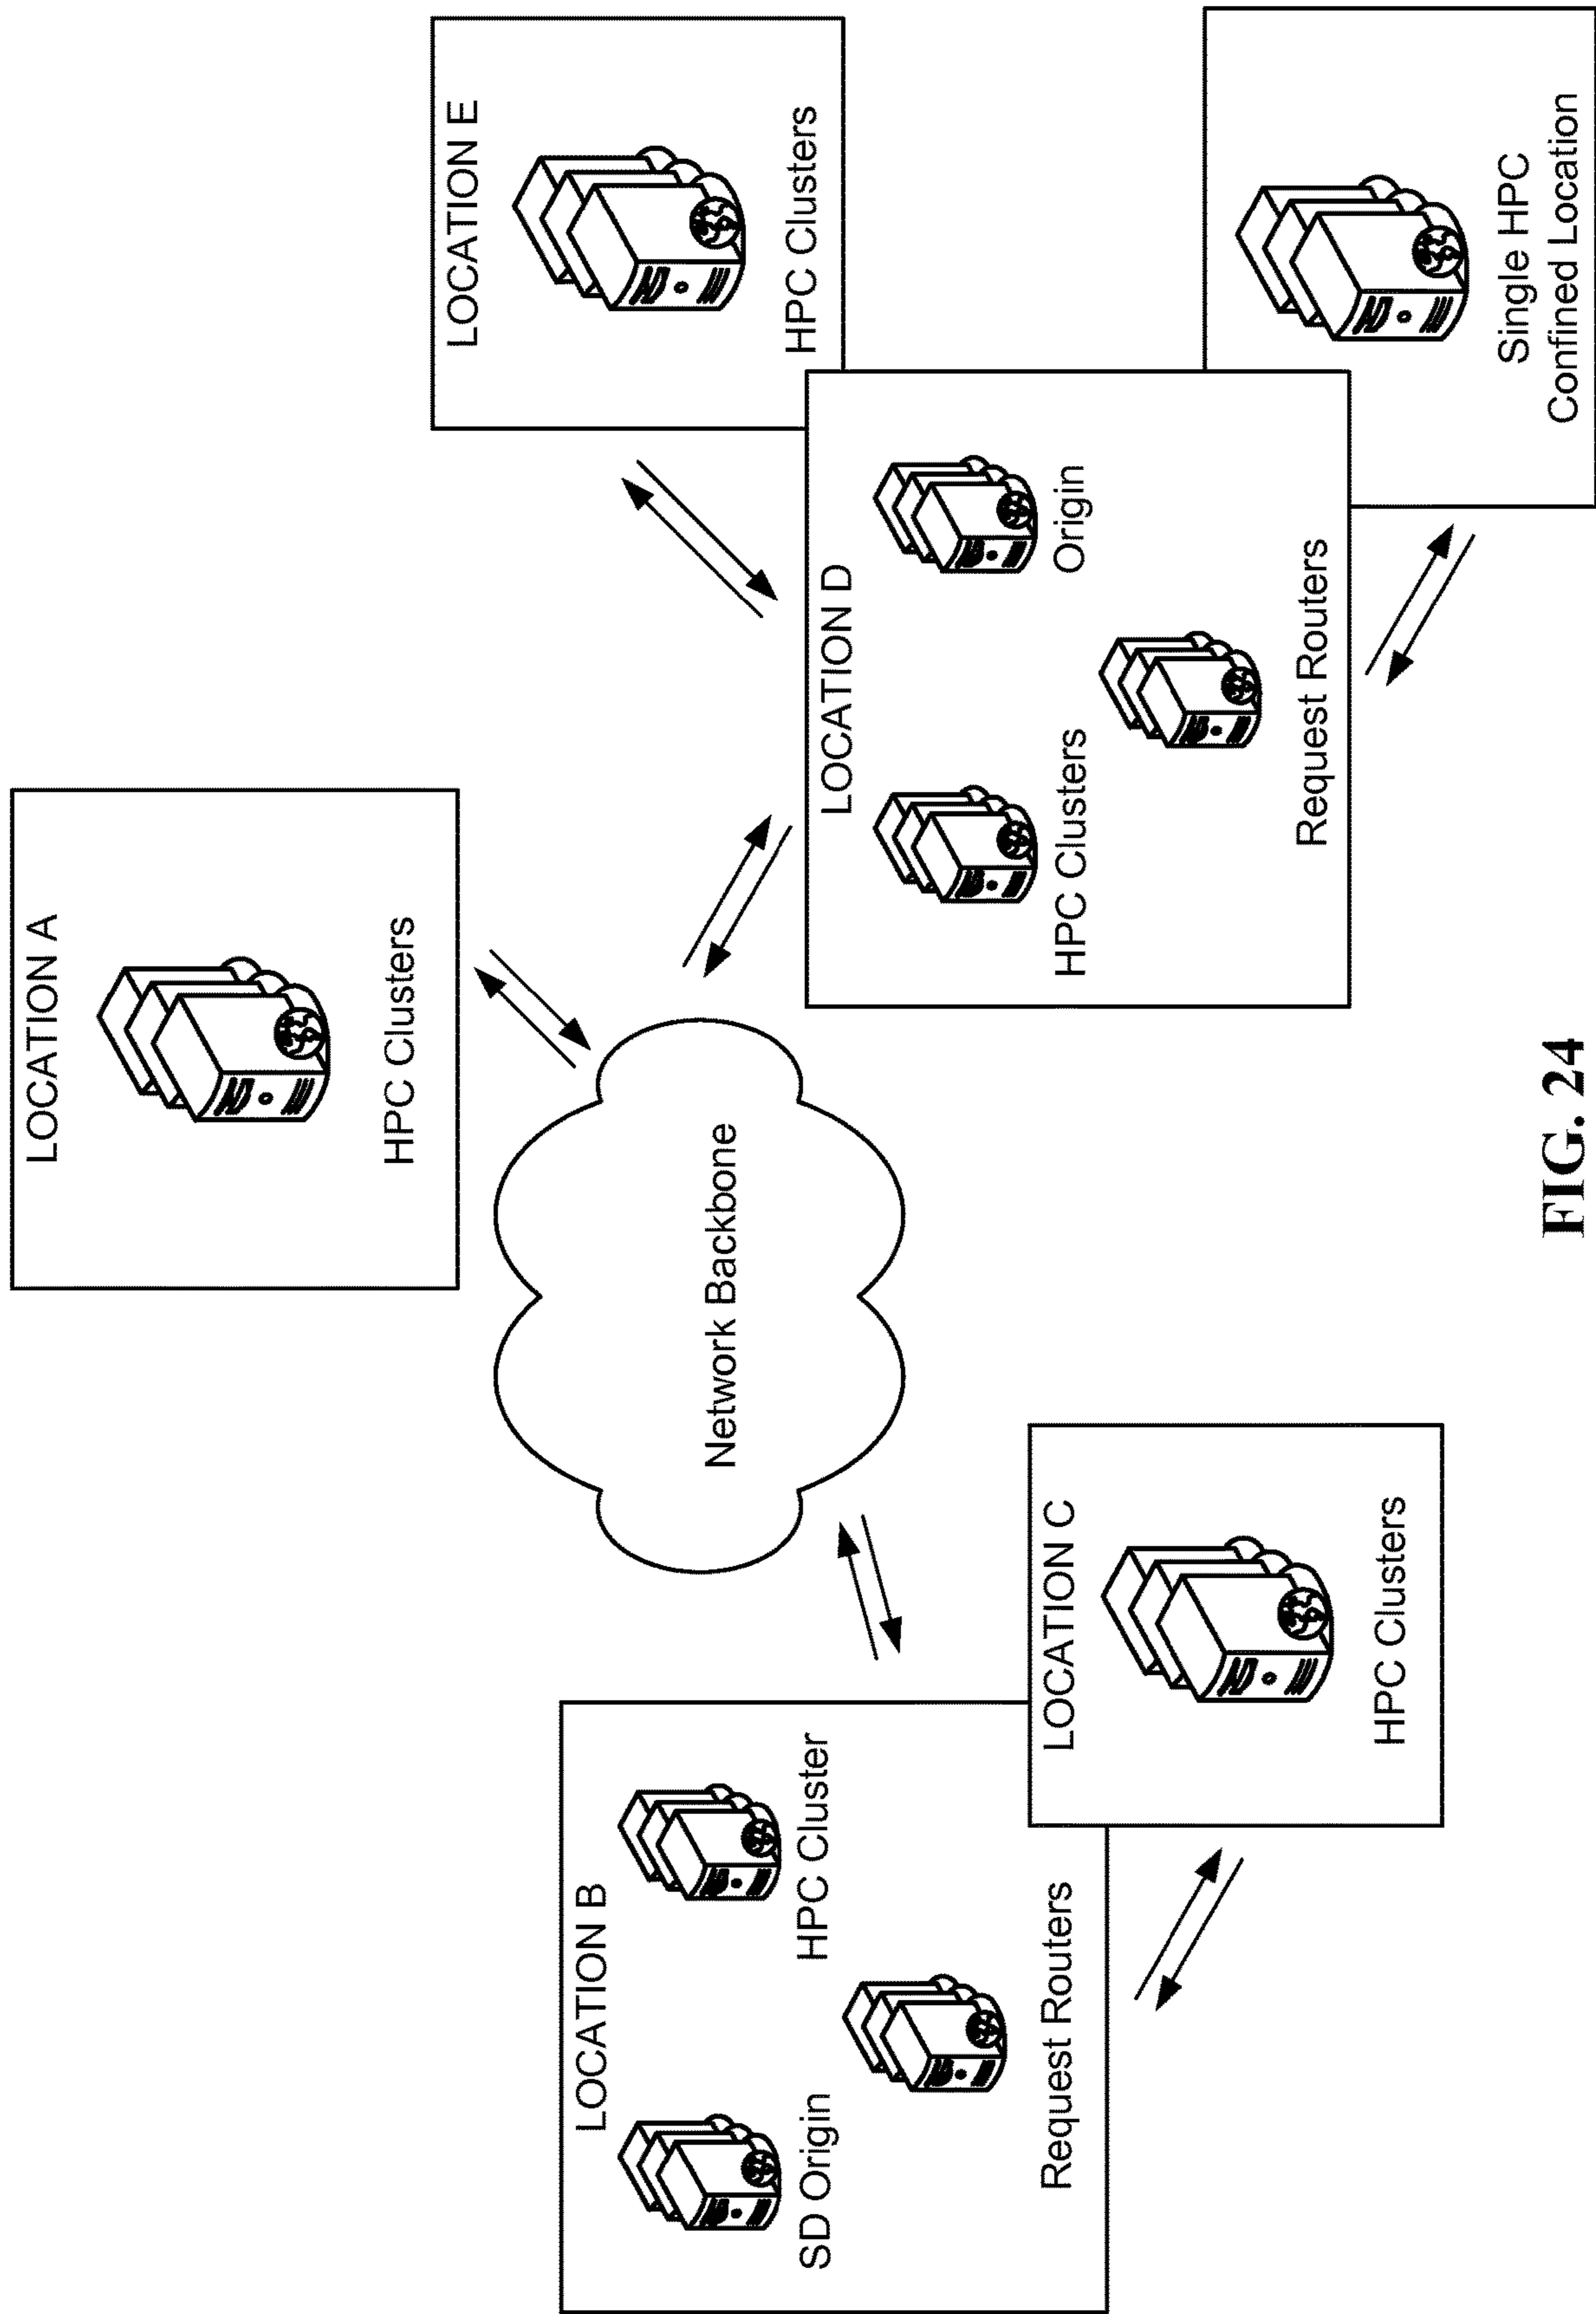 LOCATION A
HPC Clusters
Network Backbone
LOCATION B
SD Origin
HPC Cluster
Request Routers
LOCATION C
HPC Clusters
LOCATION D
HPC Clusters
Origin
Request Routers
LOCATION E
HPC Clusters
Single HPC
Confined Location
FIG. 24